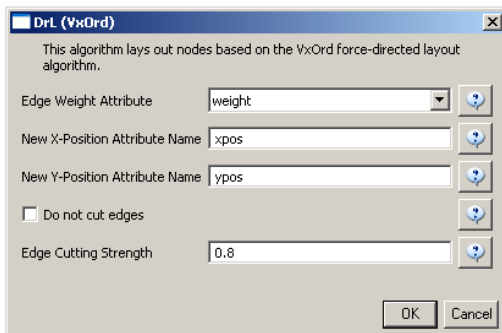 DrL (VxOrd)
This algorithm lays out nodes based on the VxOrd force-directed layout
algorithm.
Edge Weight Attribute weight
New X-Position Attribute Name xpos
New Y-Position Attribute Name ypos
Do not cut edges
Edge Cutting Strength 0.8
OK Cancel